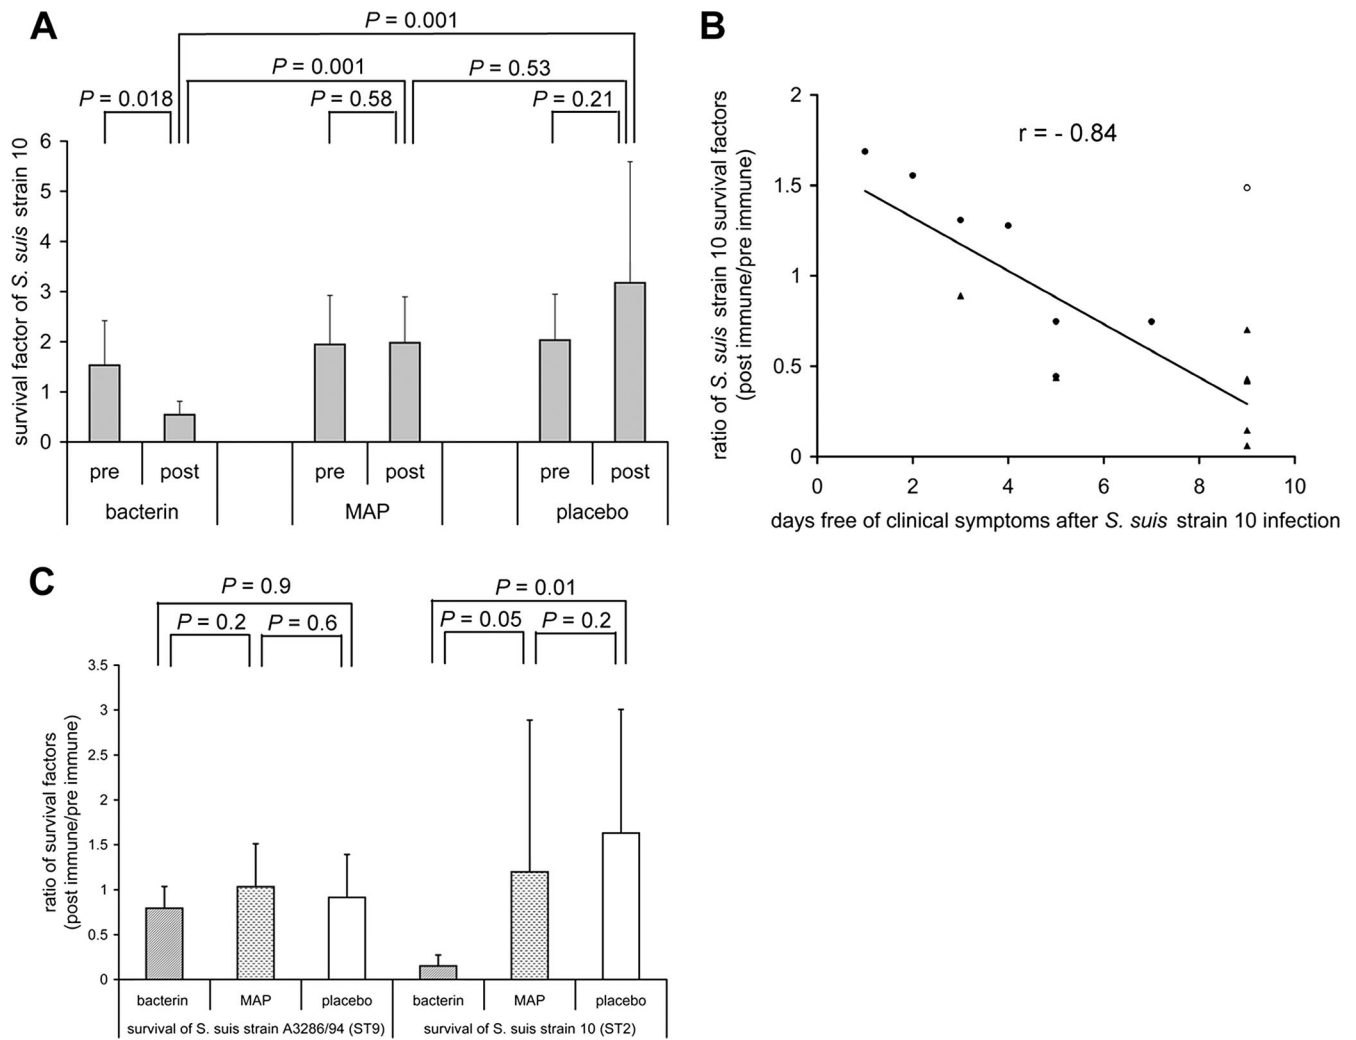 A
P = 0.001
P = 0.001
P = 0.53
P = 0.018
P = 0.58
P = 0.21
survival factor of S. suis strain 10
6
5
4
3
2
1
0
pre
post
pre
post
pre
post
bacterin
MAP
placebo
B
r = - 0.84
ratio of S. suis strain 10 survival factors
(post immune/pre immune)
2
1.5
1
0.5
0
0
2
4
6
8
10
days free of clinical symptoms after S. suis strain 10 infection
C
P = 0.9
P = 0.2
P = 0.6
P = 0.01
P = 0.05
P = 0.2
ratio of survival factors
(post immune/pre immune)
3.5
3
2.5
2
1.5
1
0.5
0
bacterin
MAP
placebo
bacterin
MAP
placebo
survival of S. suis strain A3286/94 (ST9)
survival of S. suis strain 10 (ST2)